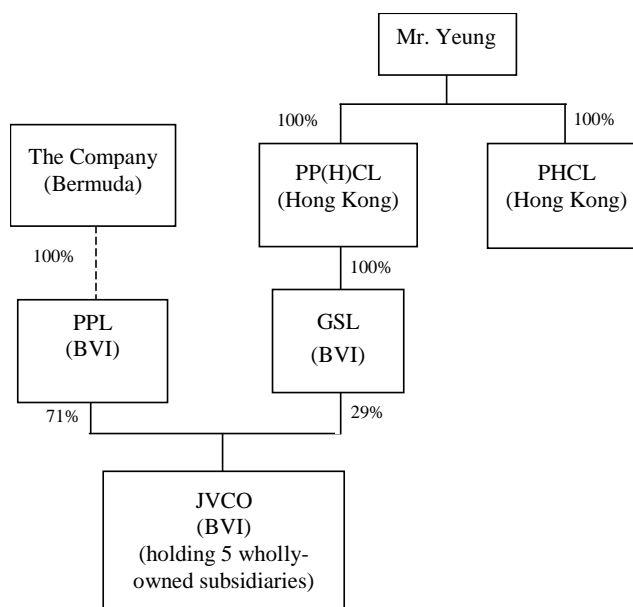 Mr. Yeung
100%
100%
The Company
(Bermuda)
PP(H)CL
(Hong Kong)
PHCL
(Hong Kong)
100%
100%
PPL
(BVI)
GSL
(BVI)
71%
29%
JVCO
(BVI)
(holding 5 wholly-
owned subsidiaries)